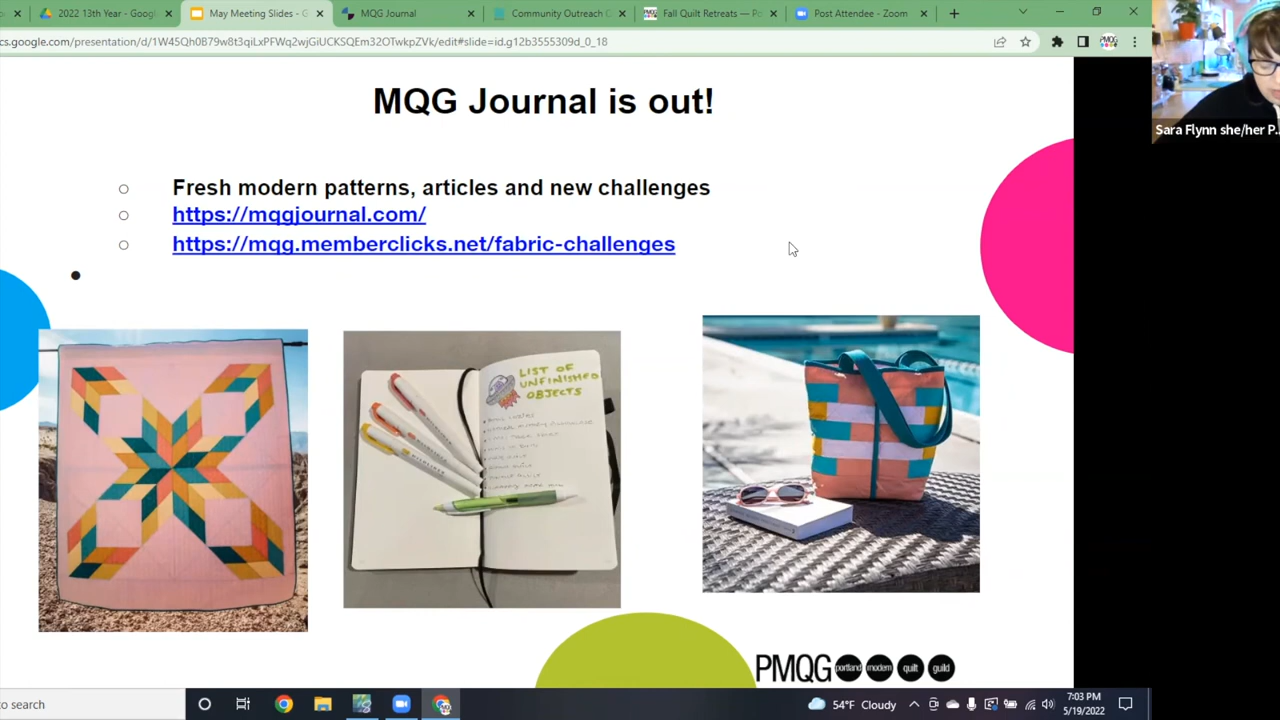 2022 13th Year - Googl
May Meeting Slides - G
MQG Journal
Community Outreach C
Fall Quilt Retreats — Po
Post Attendee - Zoom
cs.google.com/presentation/d/1W45Qh0B79w8t3qiLxPFWq2wjGiUCKSQEm32OTwkpZVk/edit#slide=id.g12b3555309d_0_18
Sara Flynn she/her P...
MQG Journal is out!
Fresh modern patterns, articles and new challenges
https://mqgjournal.com/
https://mqg.memberclicks.net/fabric-challenges
LIST OF
UNFINISHED
OBJECTS
PMQG portland modern quilt guild
to search
54°F Cloudy
7:03 PM
5/19/2022